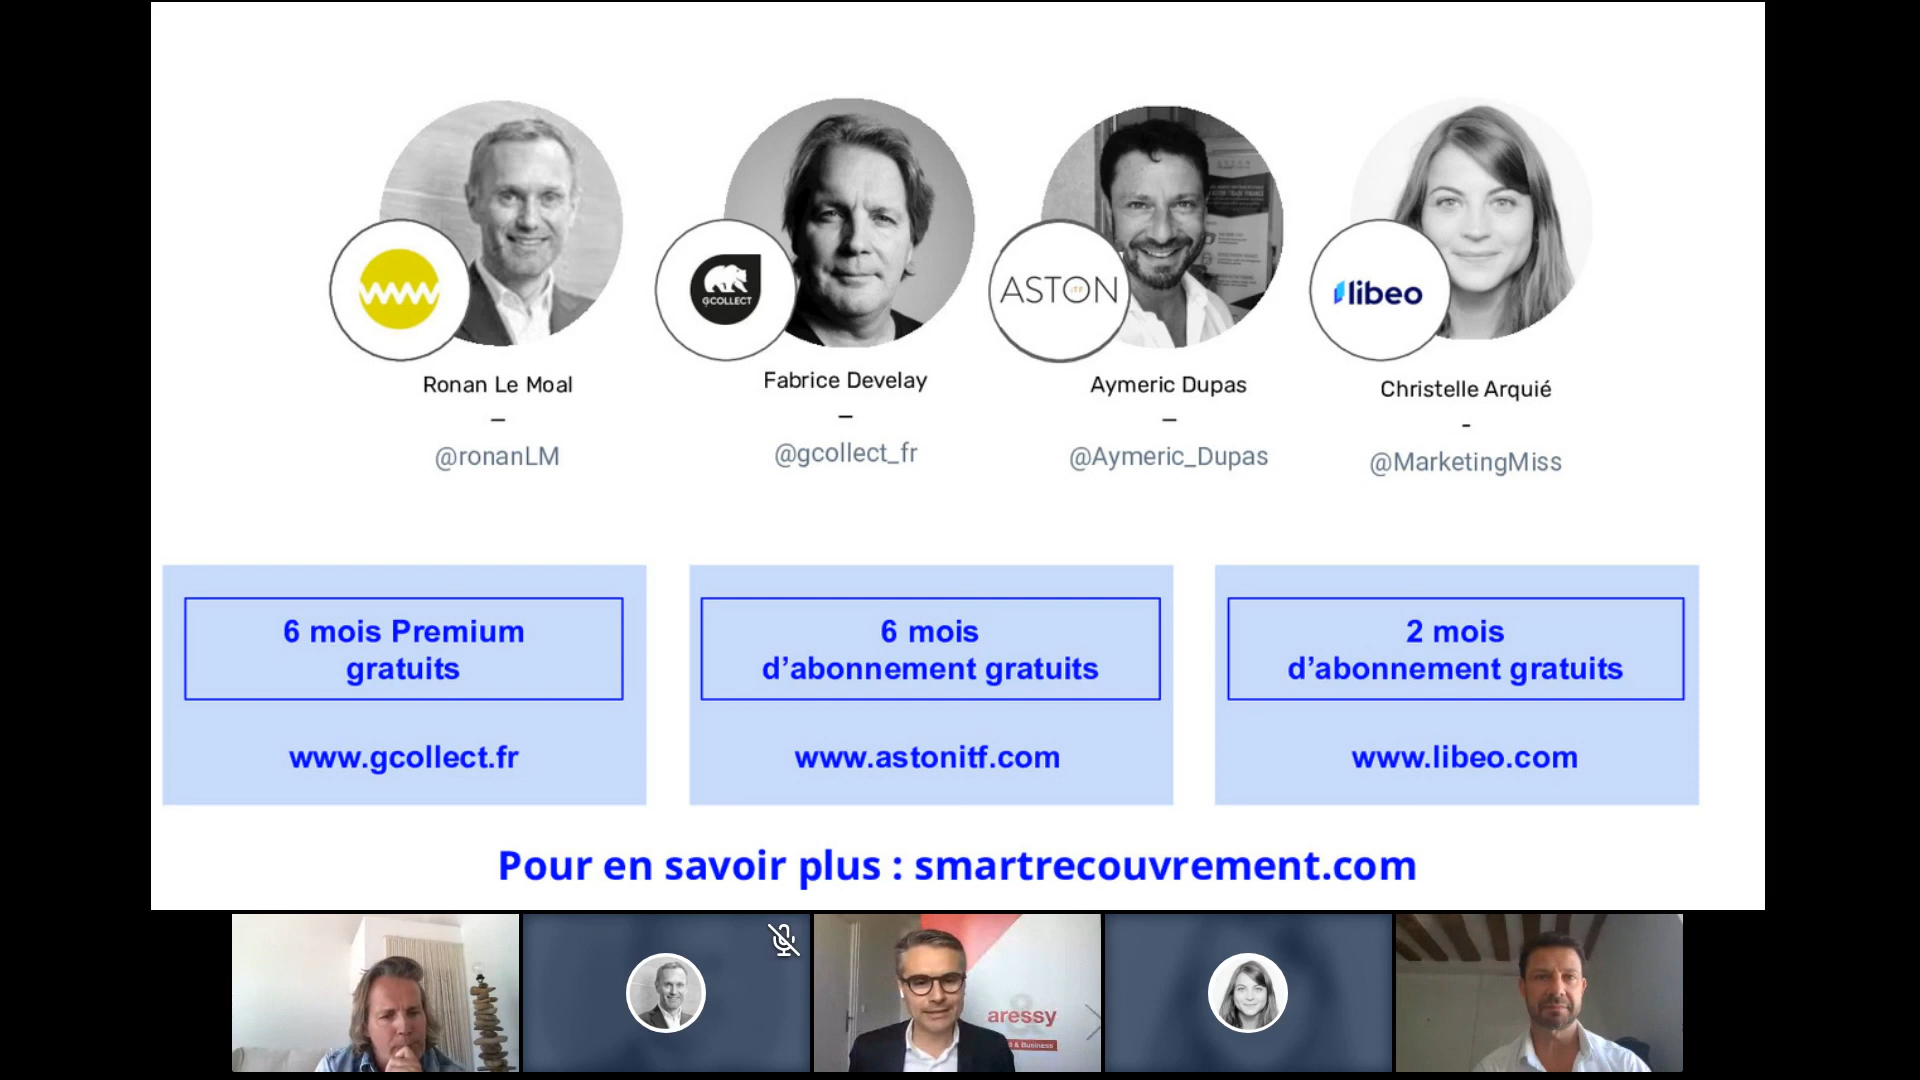 GCOLLECT
ASTON
iTF
libeo
Ronan Le Moal
–
@ronanLM
Fabrice Develay
–
@gcollect_fr
Aymeric Dupas
–
@Aymeric_Dupas
Christelle Arquié
-
@MarketingMiss
6 mois Premium
gratuits
www.gcollect.fr
6 mois
d’abonnement gratuits
www.astonitf.com
2 mois
d’abonnement gratuits
www.libeo.com
Pour en savoir plus : smartrecouvrement.com
aressy
& Business